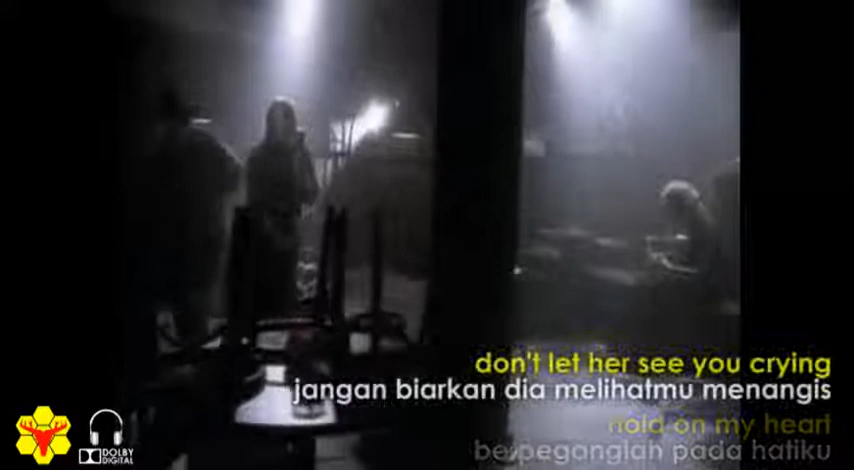 don't let her see you crying
jangan biarkan dia melihatmu menangis
hold on my heart
berpeganglah pada hatiku
DOLBY
DIGITAL